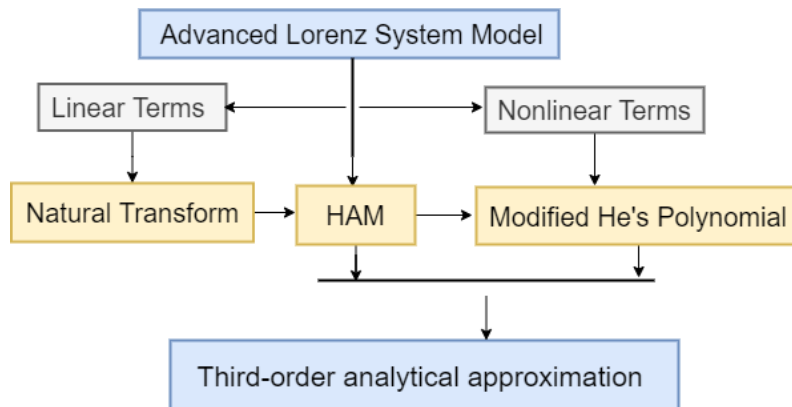 Advanced Lorenz System Model
Linear Terms
Nonlinear Terms
Natural Transform
HAM
Modified He's Polynomial
Third-order analytical approximation